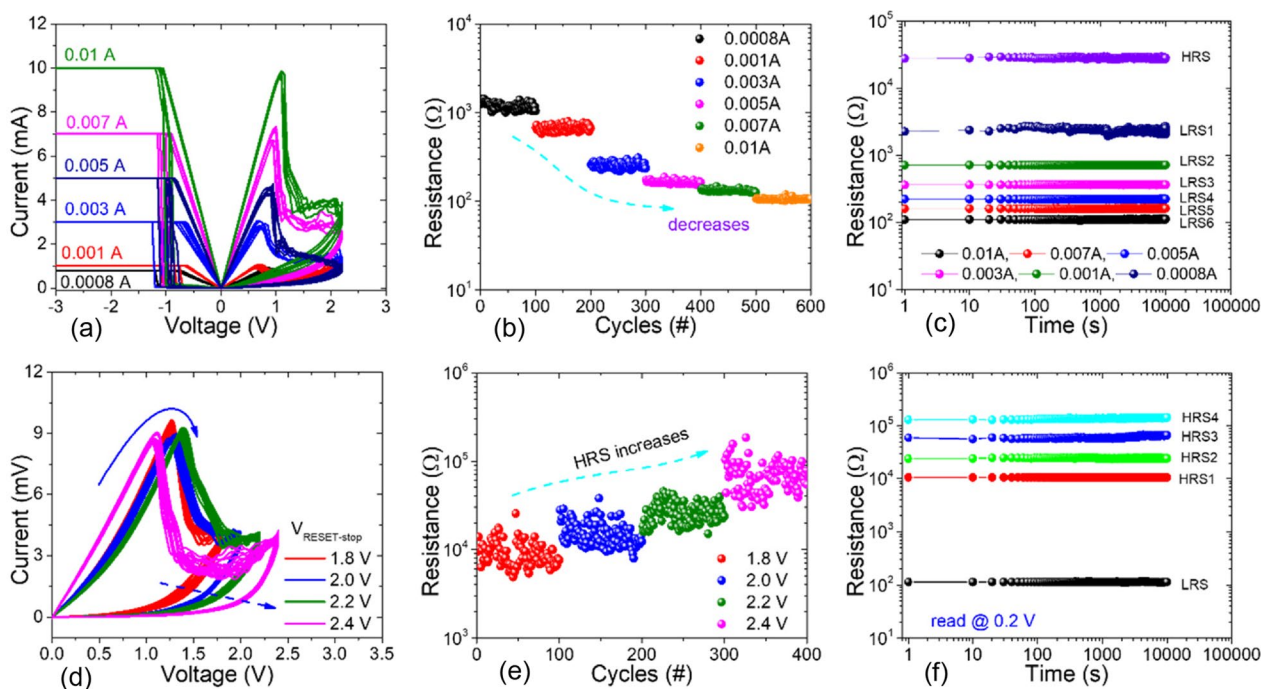 0.01 A
0.007 A
0.005 A
0.003 A
0.001 A
0.0008 A
Current (mA)
12
10
8
6
4
2
0
-3 -2 -1 0 1 2 3
Voltage (V)
(a)
0.0008A
0.001A
0.003A
0.005A
0.007A
0.01A
decreases
Resistance (Ω)
10⁴
10³
10²
10¹
0 100 200 300 400 500 600
Cycles (#)
(b)
HRS
LRS1
LRS2
LRS3
LRS4
LRS5
LRS6
0.01A, 0.007A, 0.005A
0.003A, 0.001A, 0.0008A
Resistance (Ω)
10⁵
10⁴
10³
10²
10¹
1 10 100 1000 10000 100000
Time (s)
(c)
V_RESET-stop
1.8 V
2.0 V
2.2 V
2.4 V
Current (mV)
12
9
6
3
0
0.0 0.5 1.0 1.5 2.0 2.5 3.0 3.5
Voltage (V)
(d)
HRS increases
1.8 V
2.0 V
2.2 V
2.4 V
Resistance (Ω)
10⁶
10⁵
10⁴
10³
0 100 200 300 400
Cycles (#)
(e)
HRS4
HRS3
HRS2
HRS1
LRS
read @ 0.2 V
Resistance (Ω)
10⁶
10⁵
10⁴
10³
10²
10¹
1 10 100 1000 10000 100000
Time (s)
(f)